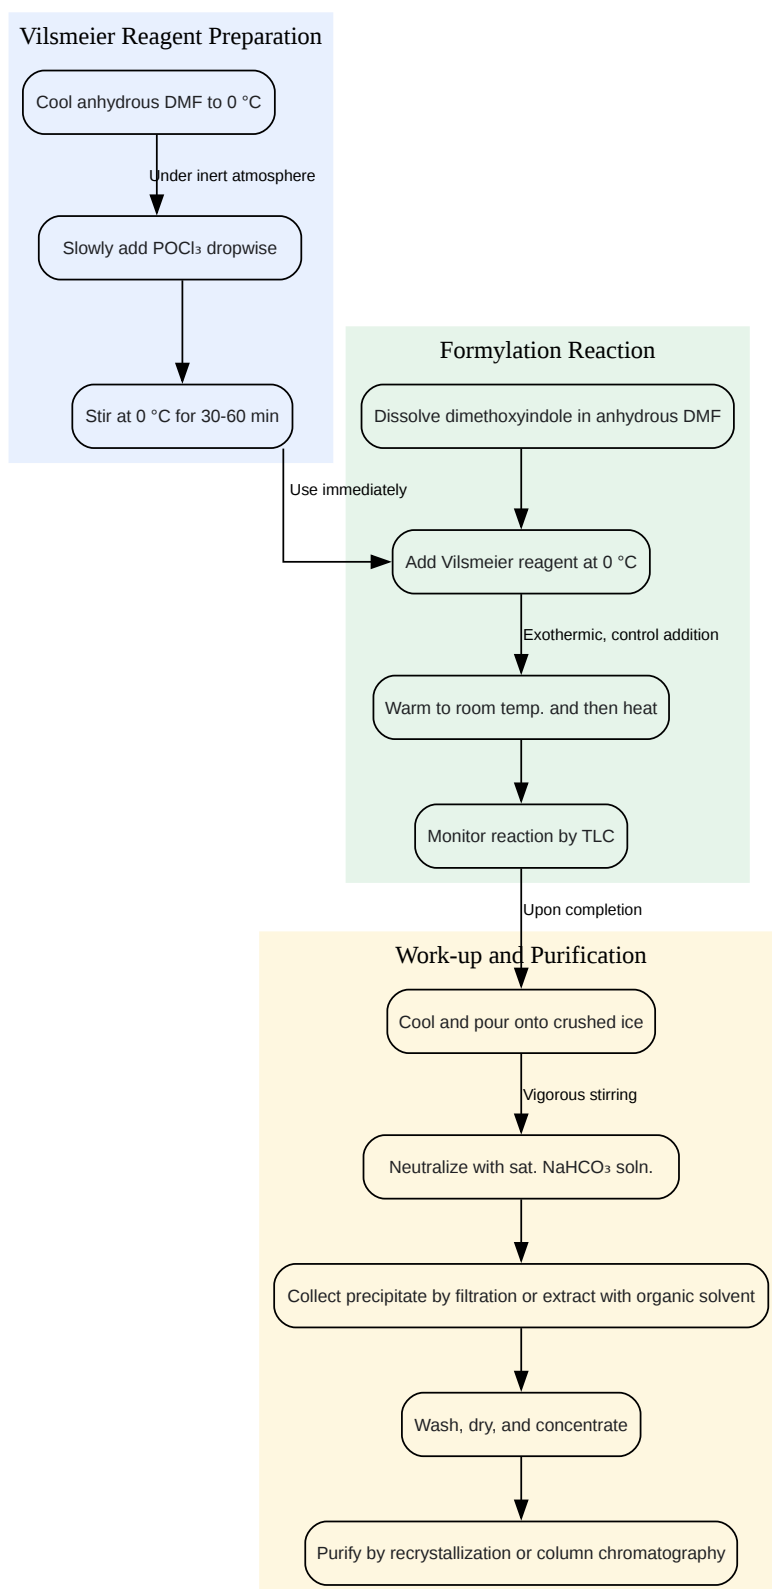 Vilsmeier Reagent Preparation
Cool anhydrous DMF to 0 °C
Under inert atmosphere
Slowly add POCl₃ dropwise
Stir at 0 °C for 30-60 min
Use immediately
Formylation Reaction
Dissolve dimethoxyindole in anhydrous DMF
Add Vilsmeier reagent at 0 °C
Exothermic, control addition
Warm to room temp. and then heat
Monitor reaction by TLC
Upon completion
Work-up and Purification
Cool and pour onto crushed ice
Vigorous stirring
Neutralize with sat. NaHCO₃ soln.
Collect precipitate by filtration or extract with organic solvent
Wash, dry, and concentrate
Purify by recrystallization or column chromatography